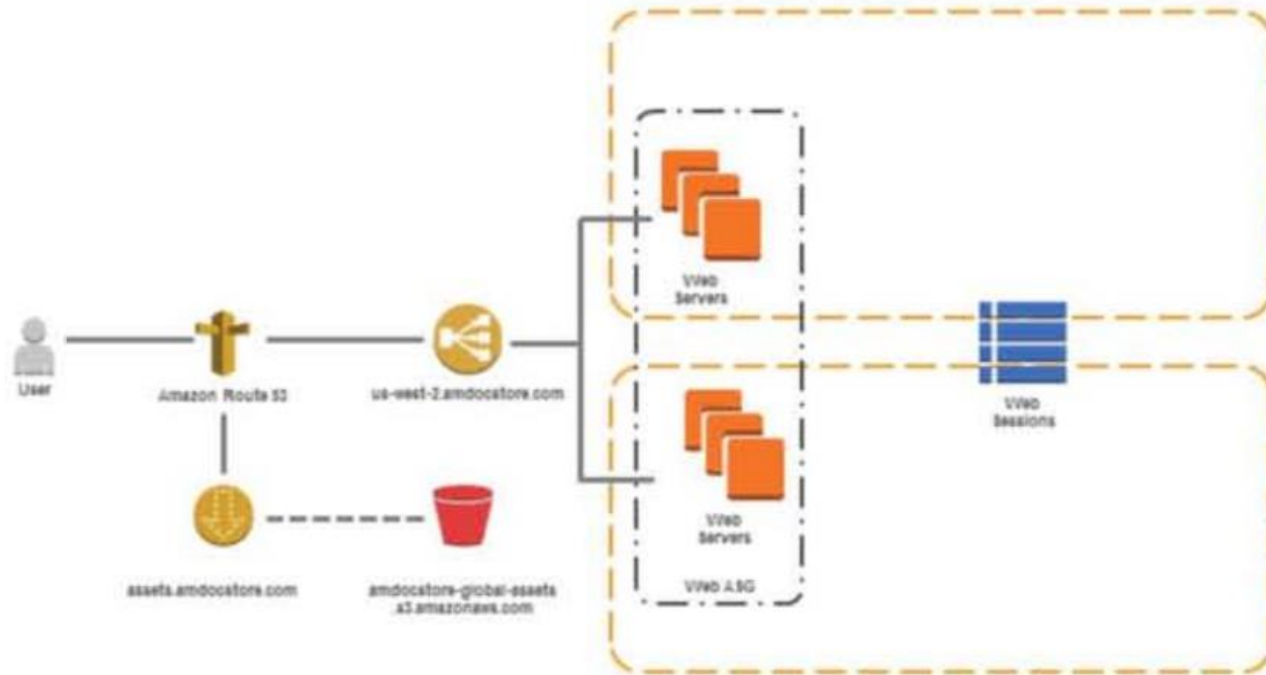 User
Amazon Route 53
us-west-2.amdocstore.com
assets.amdocstore.com
amdocstore-global-assets
.s3.amazonaws.com
Web
Servers
Web
Servers
Web ASG
Web
Sessions